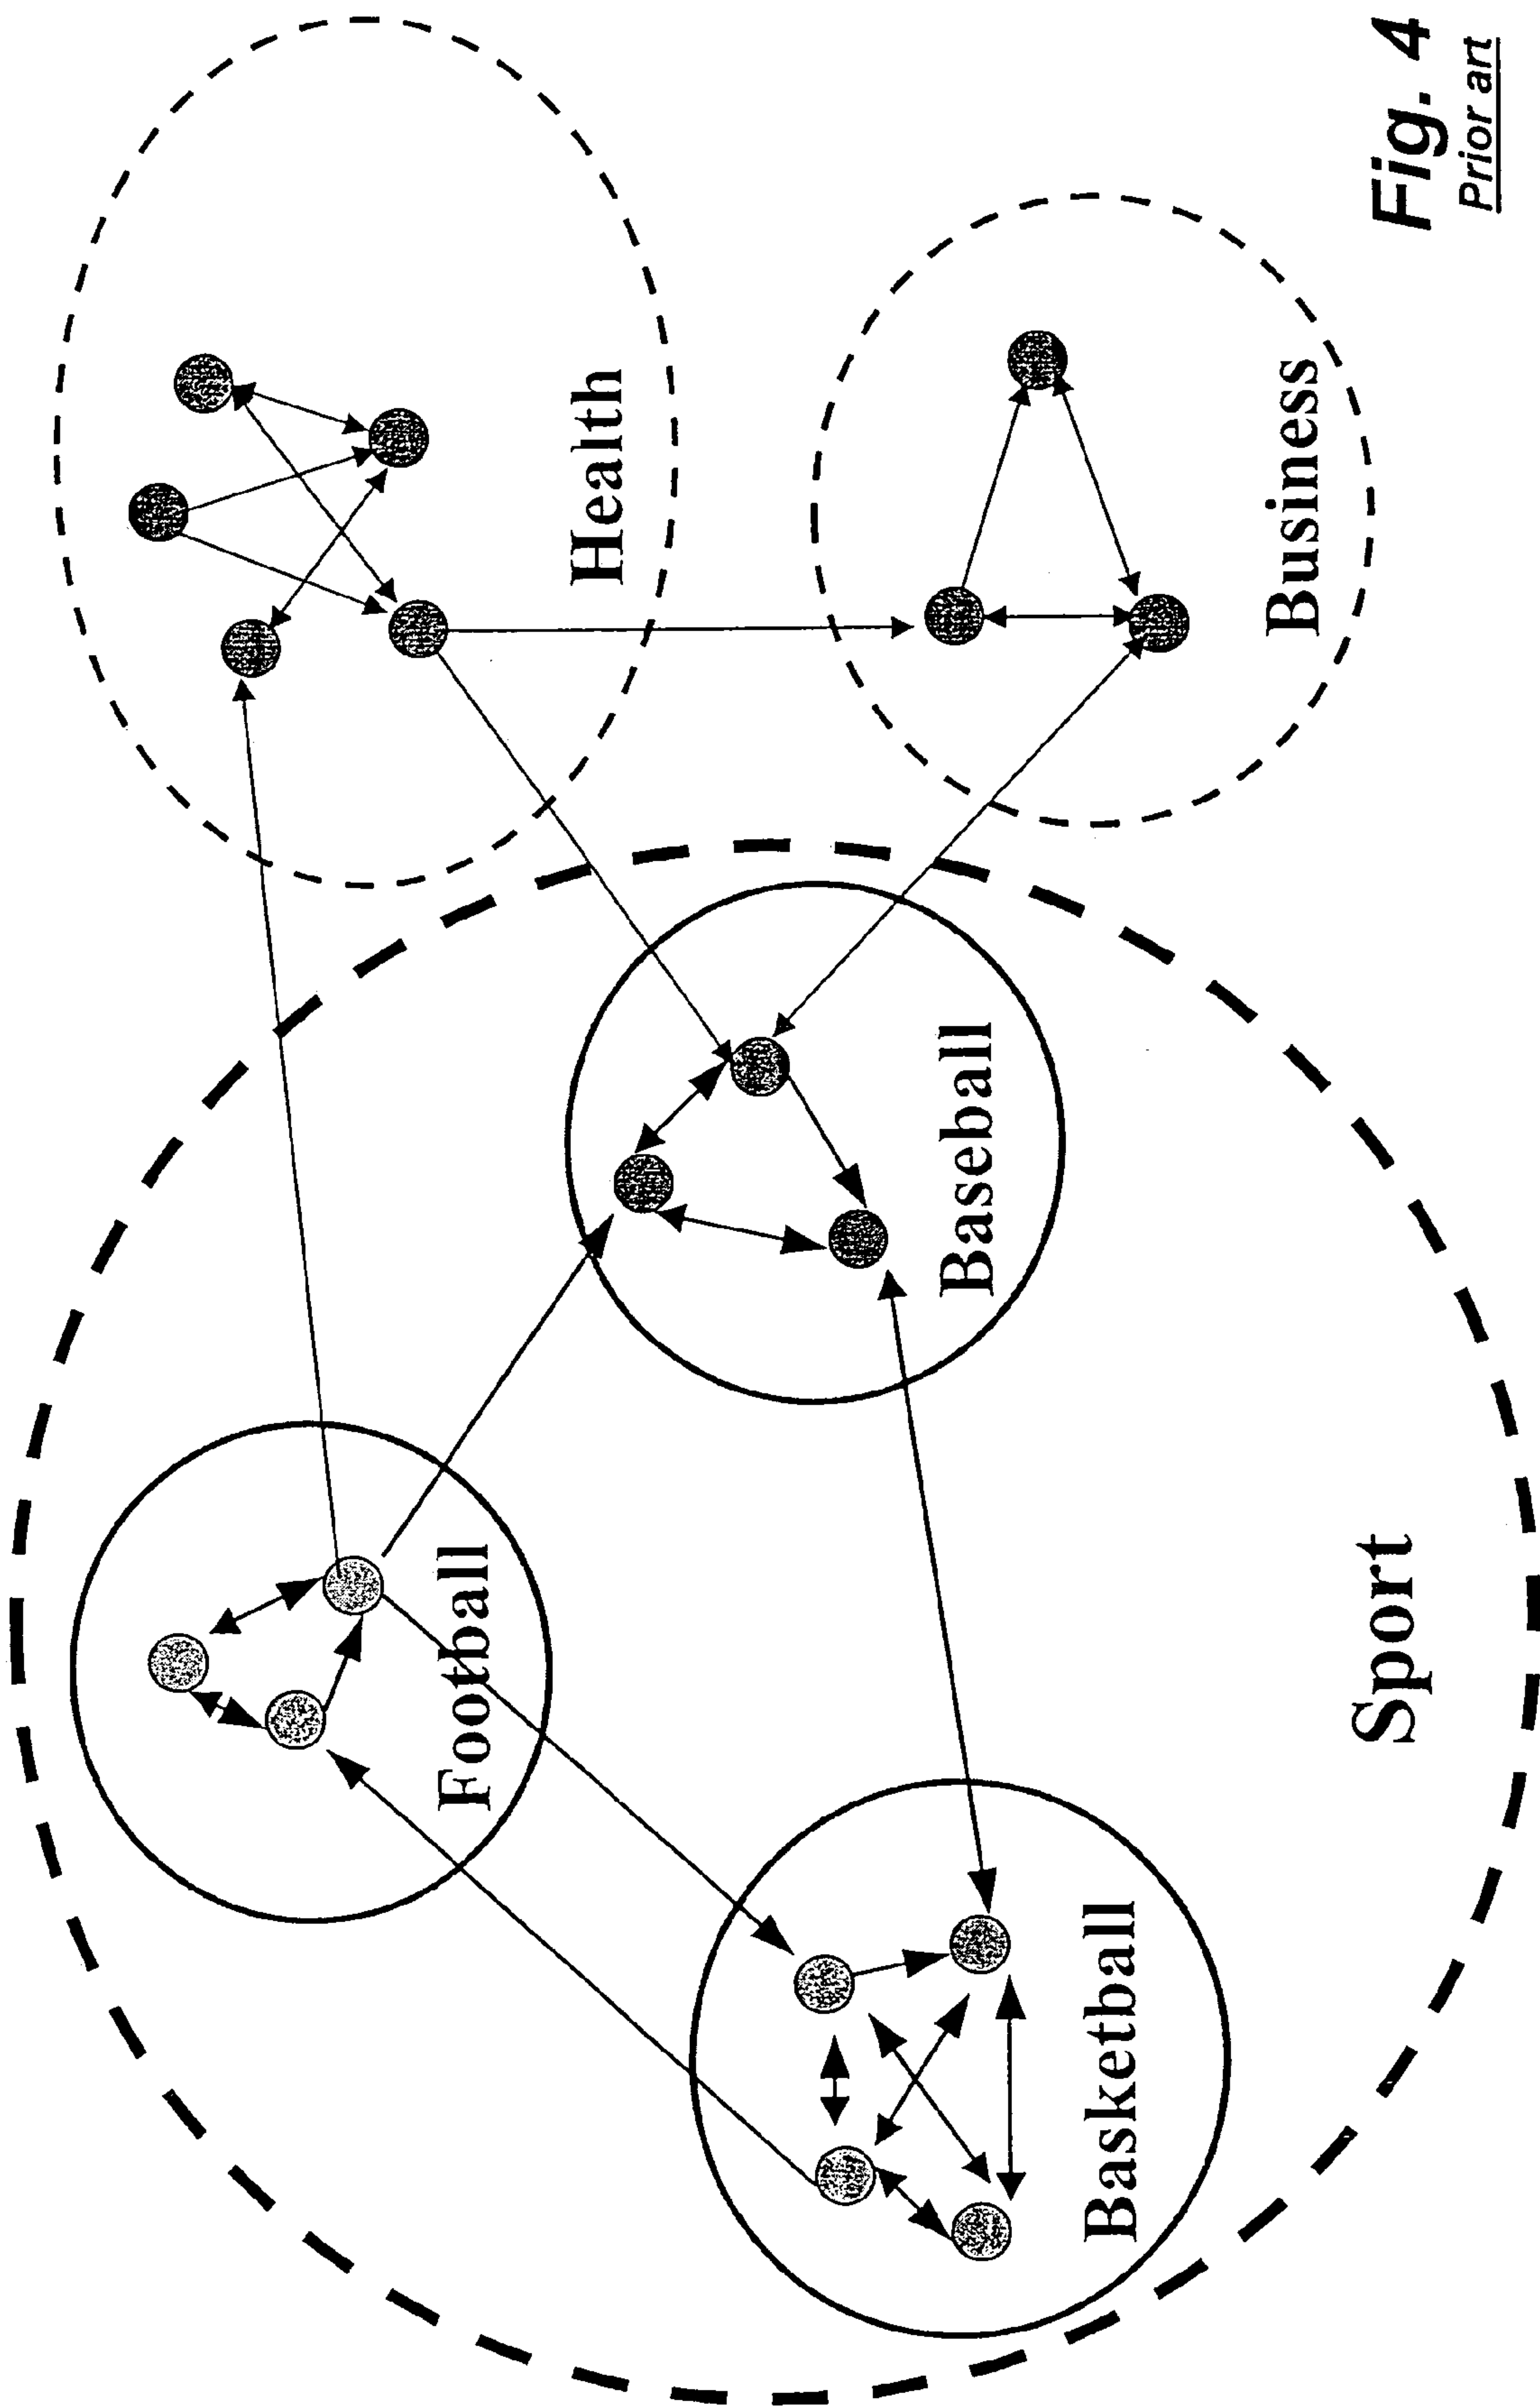 Football
Health
Baseball
Basketball
Business
Sport
Fig. 4
Prior art